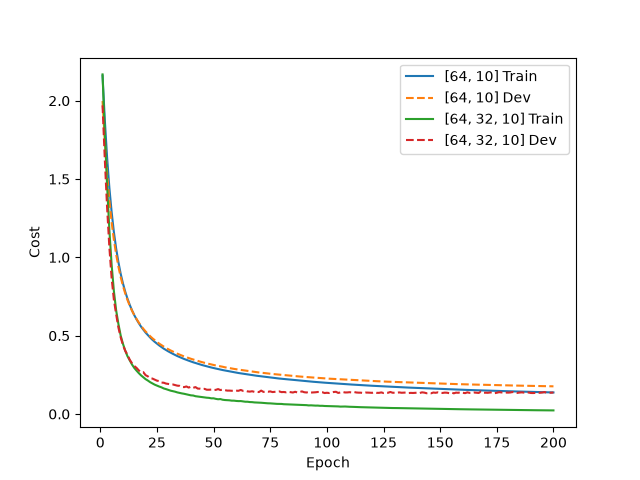 [64, 10] Train
[64, 10] Dev
[64, 32, 10] Train
[64, 32, 10] Dev
2.0
1.5
1.0
0.5
0.0
Cost
0 25 50 75 100 125 150 175 200
Epoch